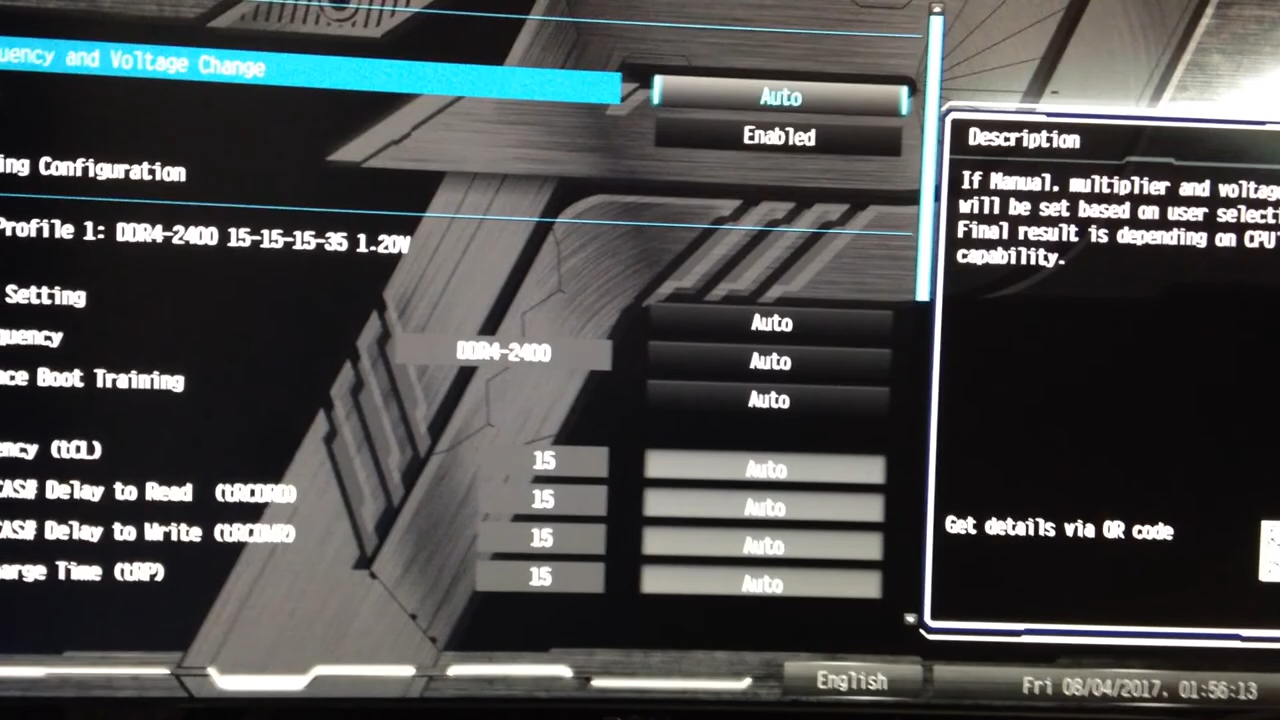 uency and Voltage Change Auto
Enabled
Description
ing Configuration
If Manual, multiplier and voltage
will be set based on user selecti
Final result is depending on CPU'
capability.
Profile 1: DDR4-2400 15-15-15-35 1.20V
Setting Auto
quency DDR4-2400 Auto
nce Boot Training Auto
ency (tCL) 15 Auto
CAS# Delay to Read (tRCDRD) 15 Auto
CAS# Delay to Write (tRCDWR) 15 Auto
arge Time (tRP) 15 Auto
Get details via QR code
English Fri 08/04/2017, 01:56:13